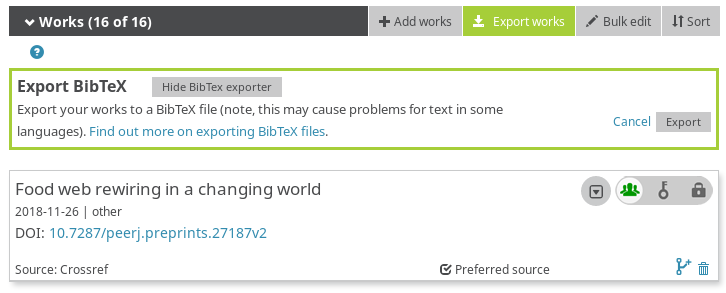 Works (16 of 16)
Add works
Export works
Bulk edit
Sort
?
Export BibTeX
Hide BibTex exporter
Export your works to a BibTeX file (note, this may cause problems for text in some
languages). Find out more on exporting BibTeX files.
Cancel
Export
Food web rewiring in a changing world
2018-11-26 | other
DOI: 10.7287/peerj.preprints.27187v2
Source: Crossref
Preferred source